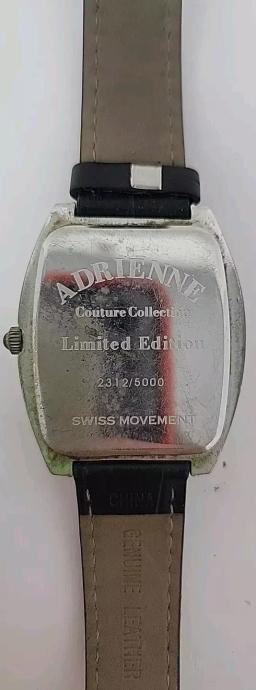 ADRIENNE
Couture Collection
Limited Edition
2312/5000
SWISS MOVEMENT
CHINA
GENUINE LEATHER